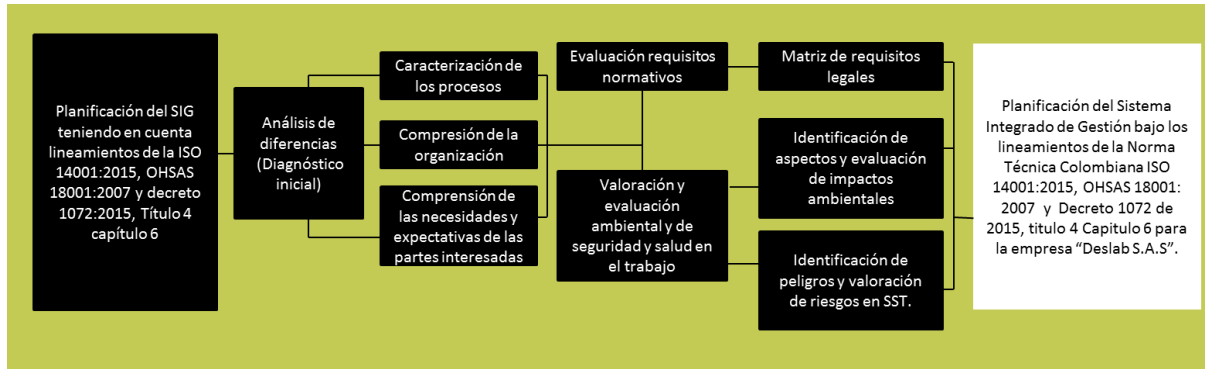 Planificación del SIG
teniendo en cuenta
lineamientos de la ISO
14001:2015, OHSAS
18001:2007 y decreto
1072:2015, Título 4
capítulo 6
Análisis de
diferencias
(Diagnóstico
inicial)
Caracterización de
los procesos
Compresión de la
organización
Comprensión de
las necesidades y
expectativas de las
partes interesadas
Evaluación requisitos
normativos
Valoración y
evaluación
ambiental y de
seguridad y salud en
el trabajo
Matriz de requisitos
legales
Identificación de
aspectos y evaluación
de impactos
ambientales
Identificación de
peligros y valoración
de riesgos en SST.
Planificación del Sistema
Integrado de Gestión bajo los
lineamientos de la Norma
Técnica Colombiana ISO
14001:2015, OHSAS 18001:
2007 y Decreto 1072 de
2015, titulo 4 Capitulo 6 para
la empresa “Deslab S.A.S”.